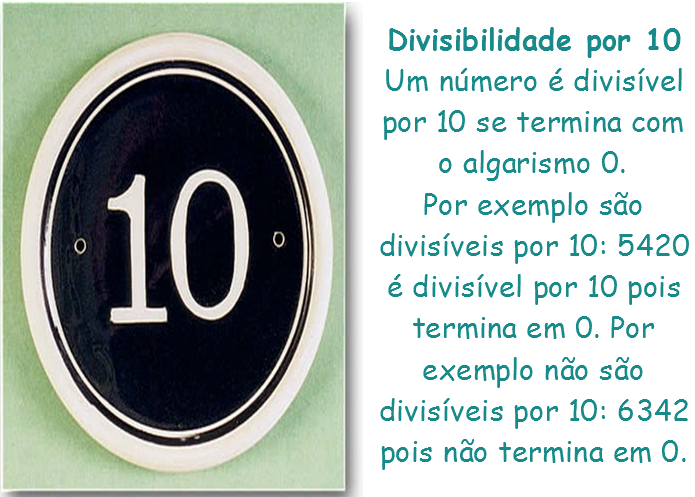 10
Divisibilidade por 10
Um número é divisível
por 10 se termina com
o algarismo 0.
Por exemplo são
divisíveis por 10: 5420
é divisível por 10 pois
termina em 0. Por
exemplo não são
divisíveis por 10: 6342
pois não termina em 0.